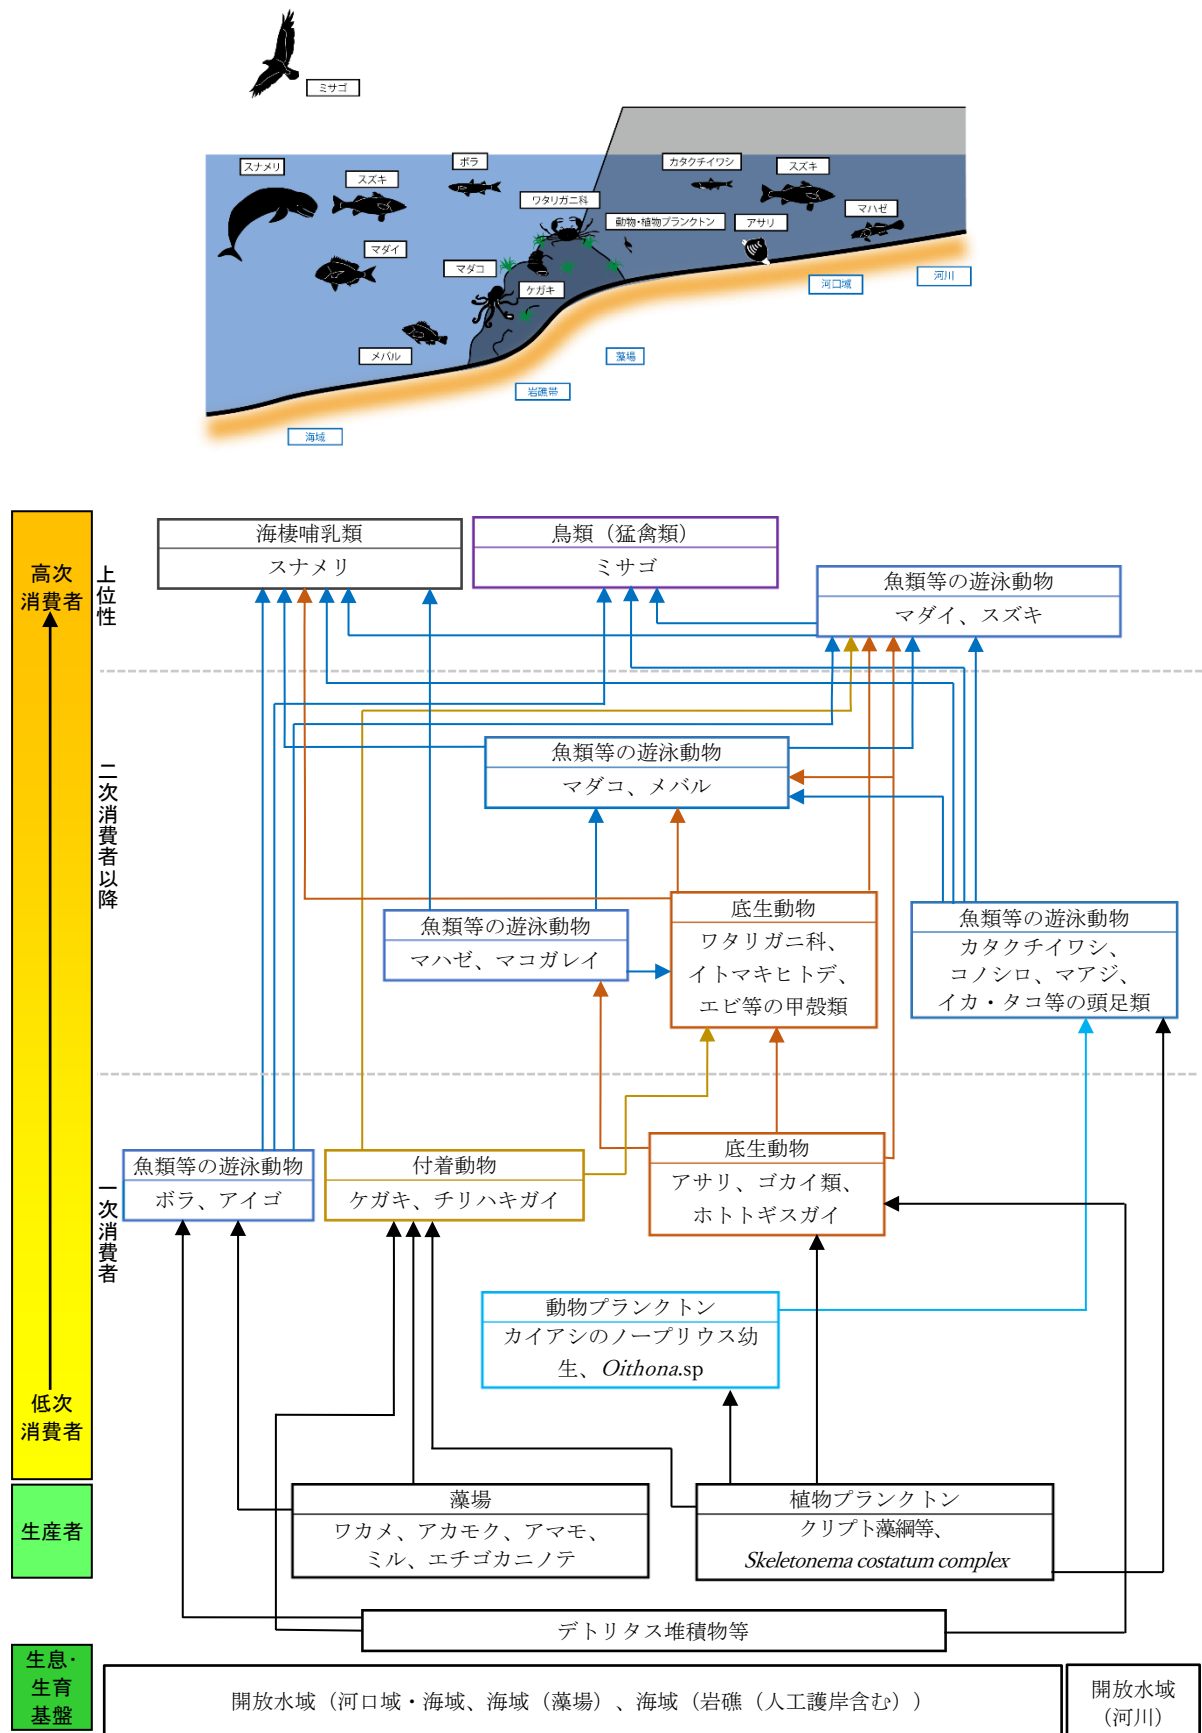 ミサゴ
スナメリ
スズキ
ボラ
ワタリガニ科
カタクチイワシ
スズキ
動物・植物プランクトン
アサリ
マハゼ
マダイ
マダコ
ケガキ
メバル
河川
河口域
藻場
岩礁帯
海域
高次
消費者
上位性
海棲哺乳類
スナメリ
鳥類（猛禽類）
ミサゴ
魚類等の遊泳動物
マダイ、スズキ
二次消費者以降
魚類等の遊泳動物
マダコ、メバル
魚類等の遊泳動物
マハゼ、マコガレイ
底生動物
ワタリガニ科、
イトマキヒトデ、
エビ等の甲殻類
魚類等の遊泳動物
カタクチイワシ、
コノシロ、マアジ、
イカ・タコ等の頭足類
一次消費者
魚類等の遊泳動物
ボラ、アイゴ
付着動物
ケガキ、チリハキガイ
底生動物
アサリ、ゴカイ類、
ホトトギスガイ
動物プランクトン
カイアシのノープリウス幼
生、Oithona.sp
低次
消費者
生産者
藻場
ワカメ、アカモク、アマモ、
ミル、エチゴカニノテ
植物プランクトン
クリプト藻綱等、
Skeletonema costatum complex
デトリタス堆積物等
生息・
生育
基盤
開放水域（河口域・海域、海域（藻場）、海域（岩礁（人工護岸含む））
開放水域
（河川）